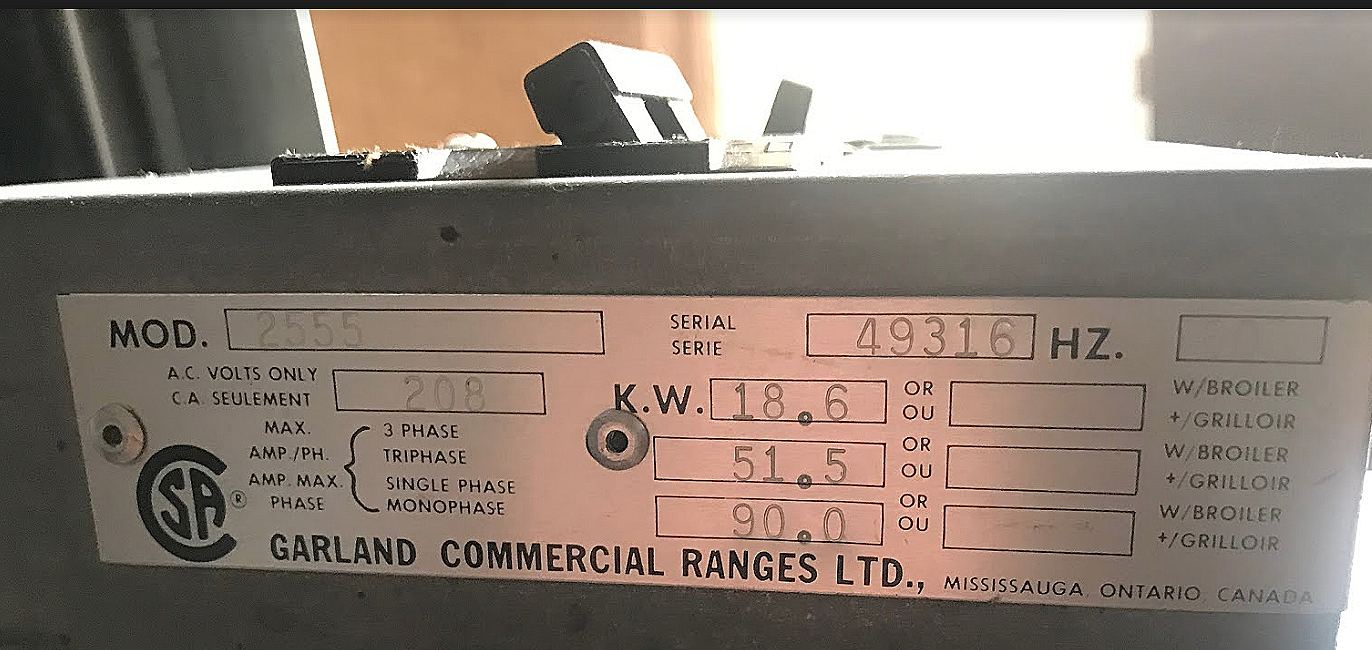 MOD. 2555 SERIAL SERIE 49316 HZ.
A.C. VOLTS ONLY
C.A. SEULEMENT 208
K.W. 18.6 OR OU W/BROILER +/GRILLOIR
MAX. AMP./PH. 3 PHASE TRIPHASE 51.5 OR OU W/BROILER +/GRILLOIR
AMP. MAX. PHASE SINGLE PHASE MONOPHASE 90.0 OR OU W/BROILER +/GRILLOIR
SA ®
GARLAND COMMERCIAL RANGES LTD., MISSISSAUGA, ONTARIO, CANADA